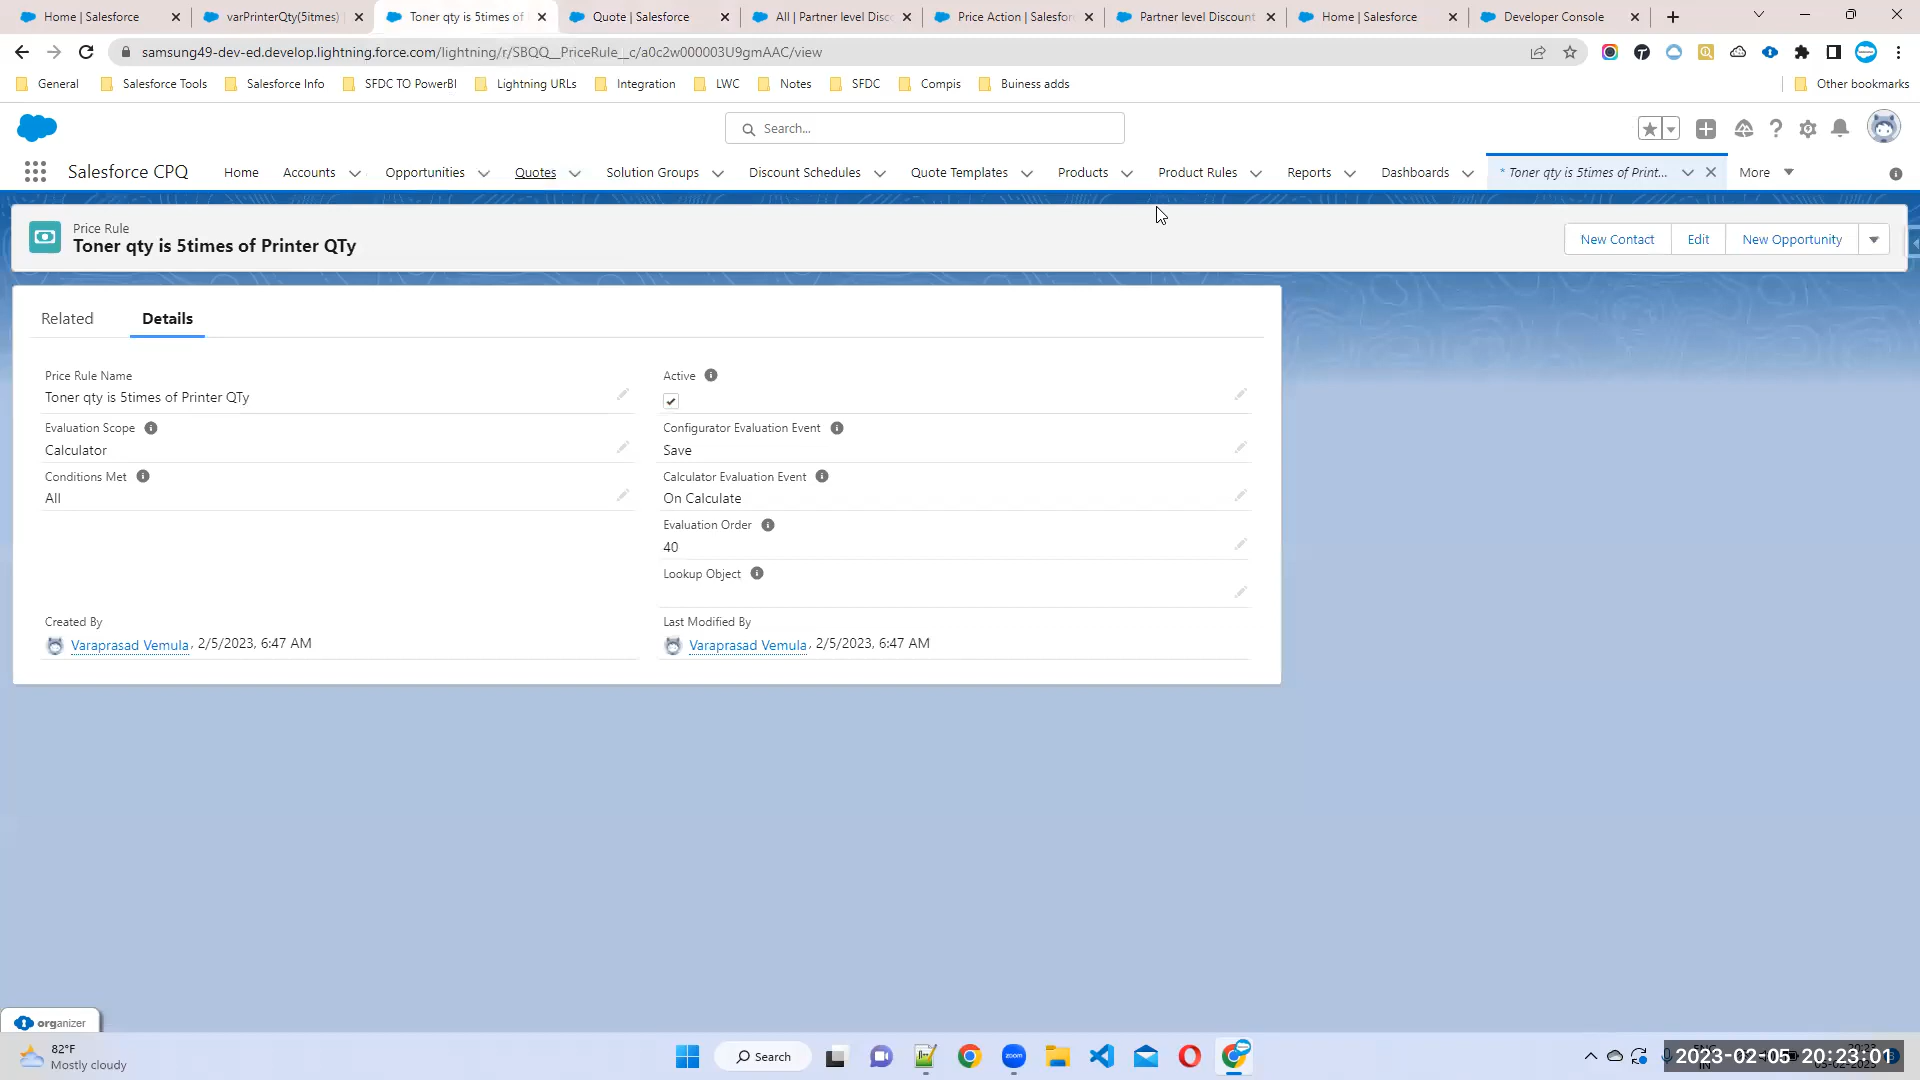 Home | Salesforce
varPrinterQty(5itmes) |
Toner qty is 5times of
Quote | Salesforce
All | Partner level Disc
Price Action | Salesfor
Partner level Discount
Home | Salesforce
Developer Console
samsung49-dev-ed.develop.lightning.force.com/lightning/r/SBQQ__PriceRule__c/a0c2w000003U9gmAAC/view
General
Salesforce Tools
Salesforce Info
SFDC TO PowerBI
Lightning URLs
Integration
LWC
Notes
SFDC
Compis
Buiness adds
Other bookmarks
Search...
Salesforce CPQ
Home
Accounts
Opportunities
Quotes
Solution Groups
Discount Schedules
Quote Templates
Products
Product Rules
Reports
Dashboards
* Toner qty is 5times of Print...
More
Price Rule
Toner qty is 5times of Printer QTy
New Contact
Edit
New Opportunity
Related
Details
Price Rule Name
Toner qty is 5times of Printer QTy
Active
Evaluation Scope
Calculator
Configurator Evaluation Event
Save
Conditions Met
All
Calculator Evaluation Event
On Calculate
Evaluation Order
40
Lookup Object
Created By
Varaprasad Vemula, 2/5/2023, 6:47 AM
Last Modified By
Varaprasad Vemula, 2/5/2023, 6:47 AM
organizer
82°F
Mostly cloudy
Search
zoom
2023-02-05 20:23:01